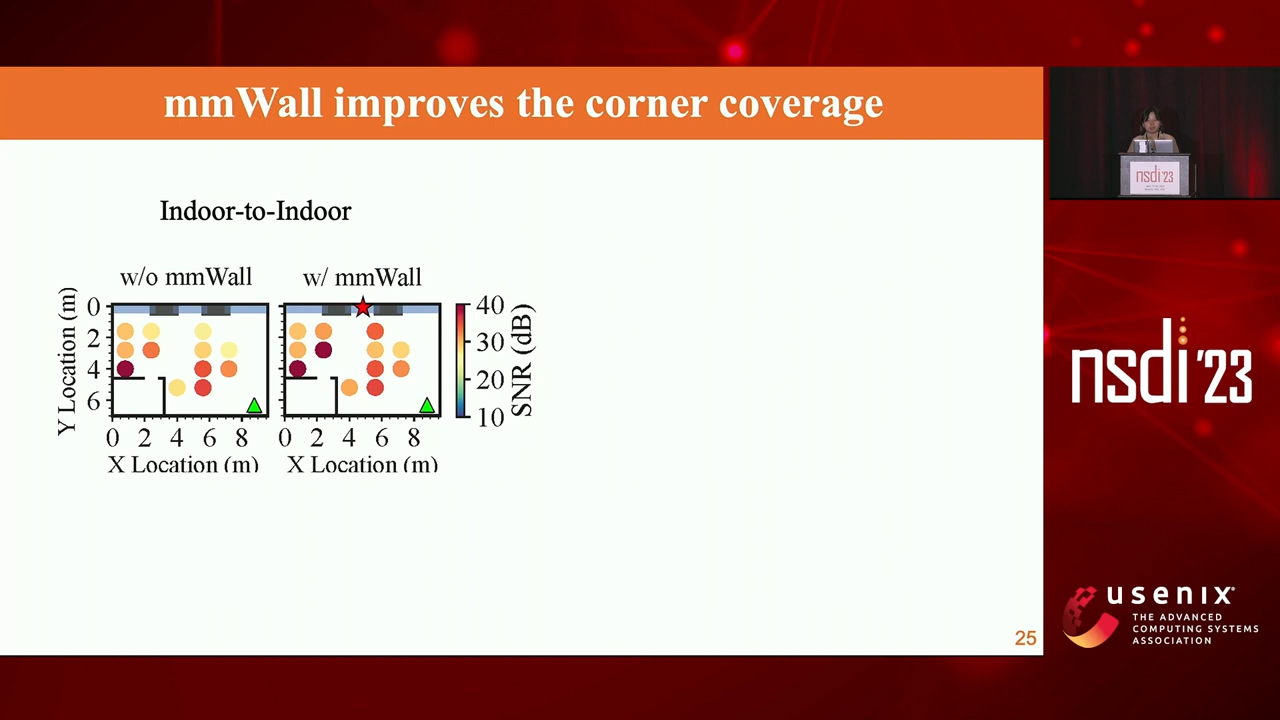 mmWall improves the corner coverage
Indoor-to-Indoor
w/o mmWall
w/ mmWall
Y Location (m)
0
2
4
6
0 2 4 6 8
X Location (m)
0 2 4 6 8
X Location (m)
40
30
20
10
SNR (dB)
25
nsdi'23
nsdi '23
usenix
THE ADVANCED
COMPUTING SYSTEMS
ASSOCIATION